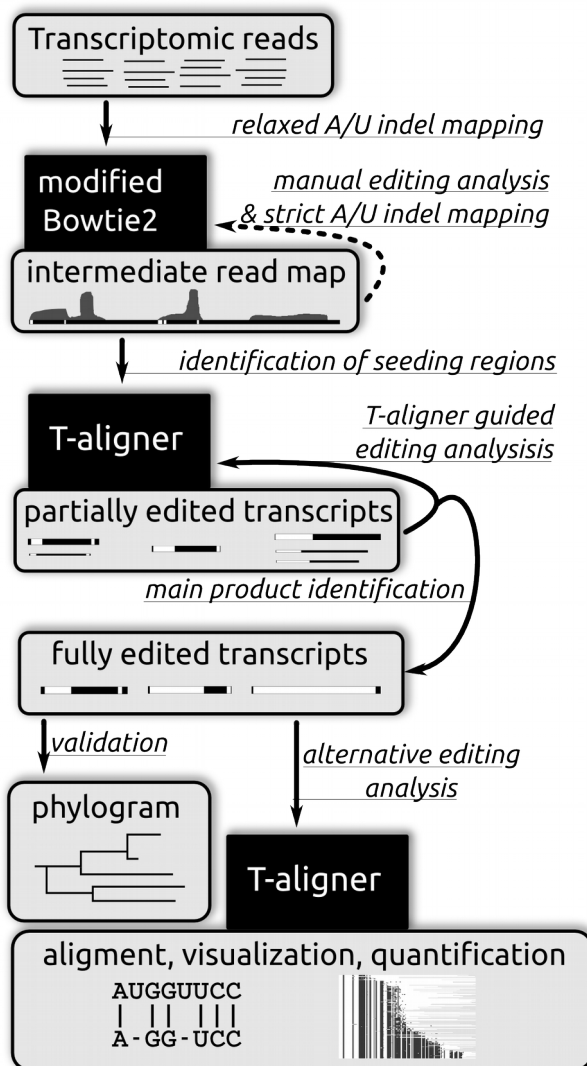 Transcriptomic reads
relaxed A/U indel mapping
modified
Bowtie2
manual editing analysis
& strict A/U indel mapping
intermediate read map
identification of seeding regions
T-aligner
T-aligner guided
editing analysisis
partially edited transcripts
main product identification
fully edited transcripts
validation
alternative editing
analysis
phylogram
T-aligner
aligment, visualization, quantification
AUGGUUCC
| || |||
A-GG-UCC